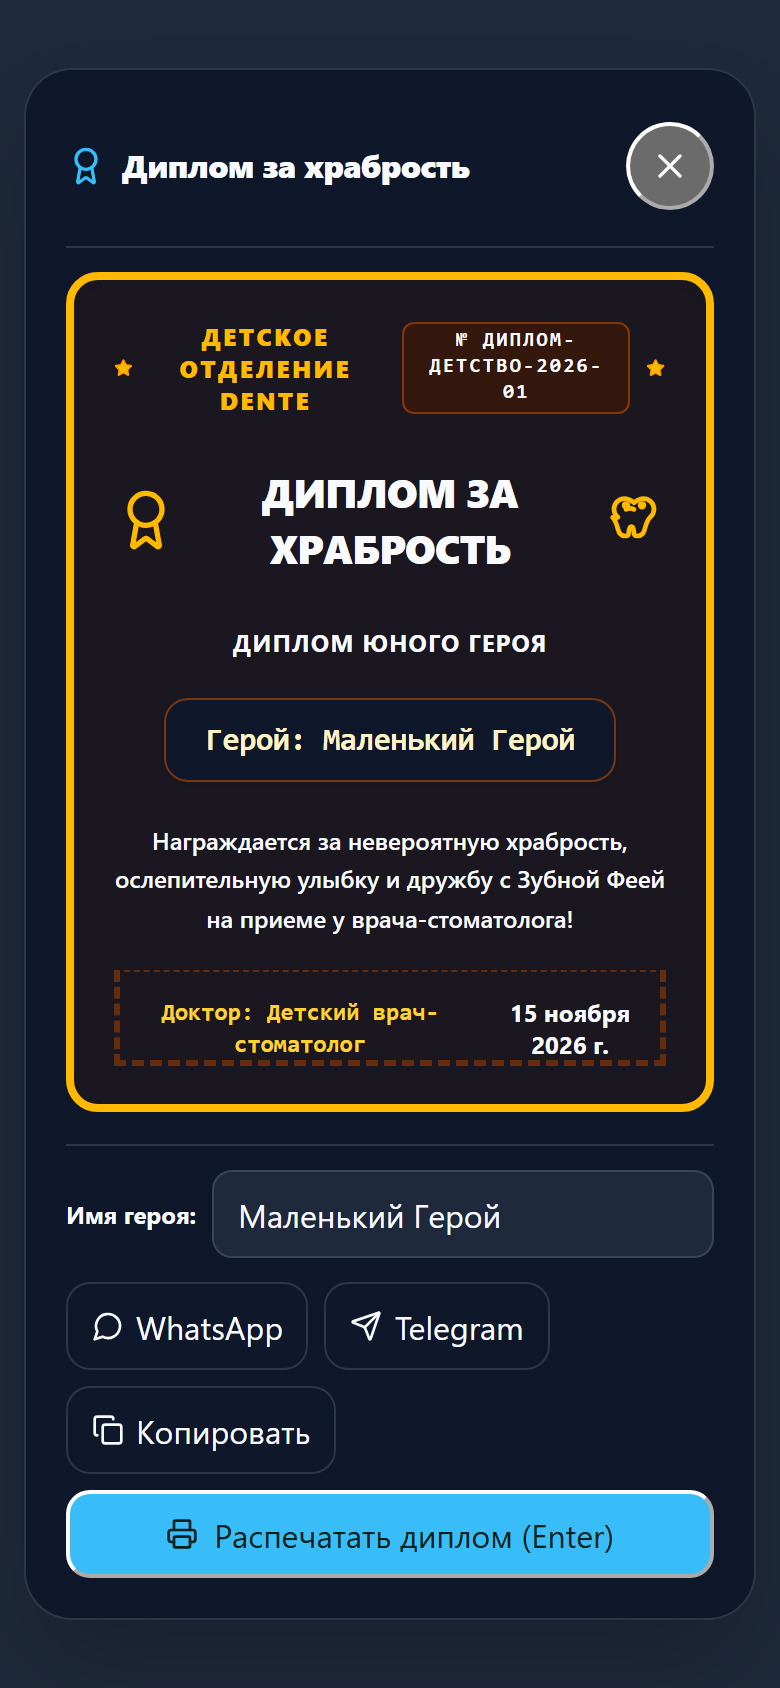 Диплом за храбрость
ДЕТСКОЕ
ОТДЕЛЕНИЕ
DENTE
№ ДИПЛОМ-
ДЕТСТВО-2026-
01
ДИПЛОМ ЗА
ХРАБРОСТЬ
ДИПЛОМ ЮНОГО ГЕРОЯ
Герой: Маленький Герой
Награждается за невероятную храбрость,
ослепительную улыбку и дружбу с Зубной Феей
на приеме у врача-стоматолога!
Доктор: Детский врач-
стоматолог
15 ноября
2026 г.
Имя героя:
Маленький Герой
WhatsApp
Telegram
Копировать
Распечатать диплом (Enter)